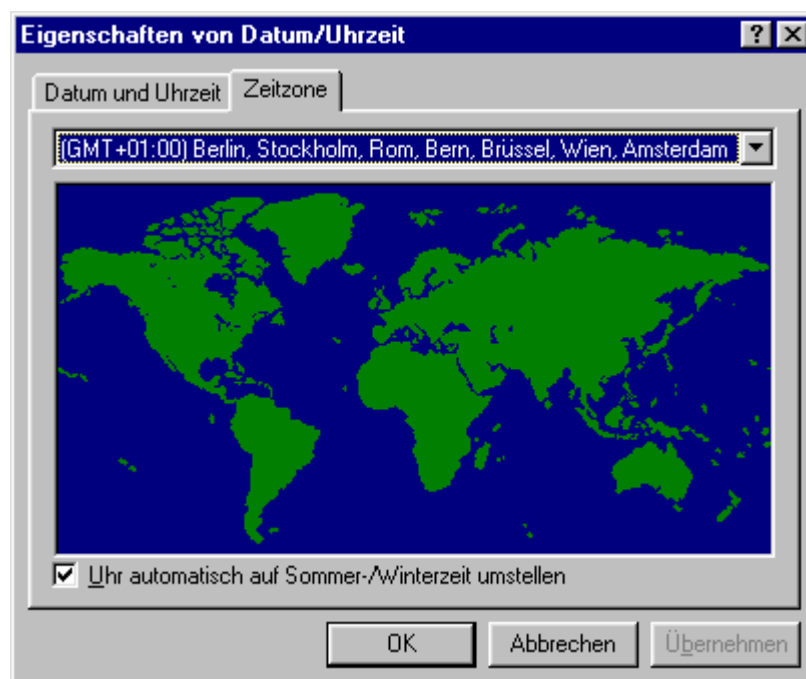 Eigenschaften von Datum/Uhrzeit
Datum und Uhrzeit
Zeitzone
(GMT+01:00) Berlin, Stockholm, Rom, Bern, Brüssel, Wien, Amsterdam
Uhr automatisch auf Sommer-/Winterzeit umstellen
OK
Abbrechen
Übernehmen